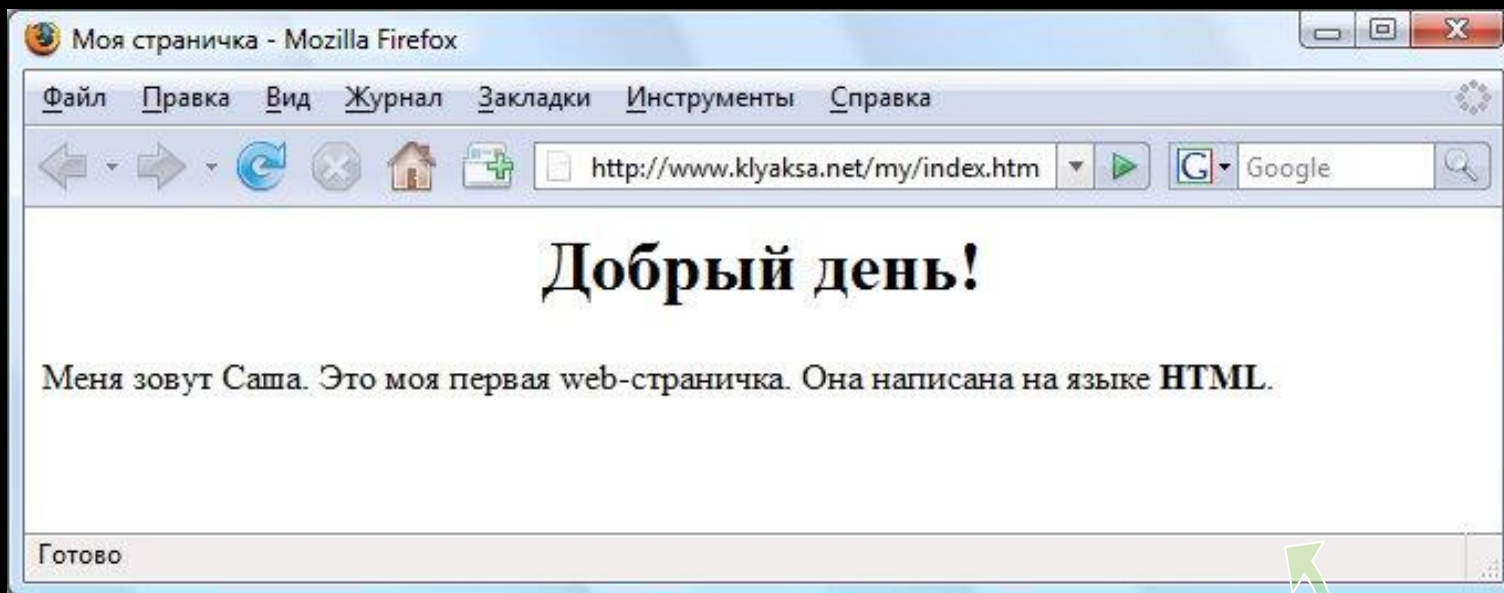 Моя страничка - Mozilla Firefox
Файл Правка Вид Журнал Закладки Инструменты Справка
http://www.klyaksa.net/my/index.htm G Google
Добрый день!
Меня зовут Саша. Это моя первая web-страничка. Она написана на языке HTML.
Готово